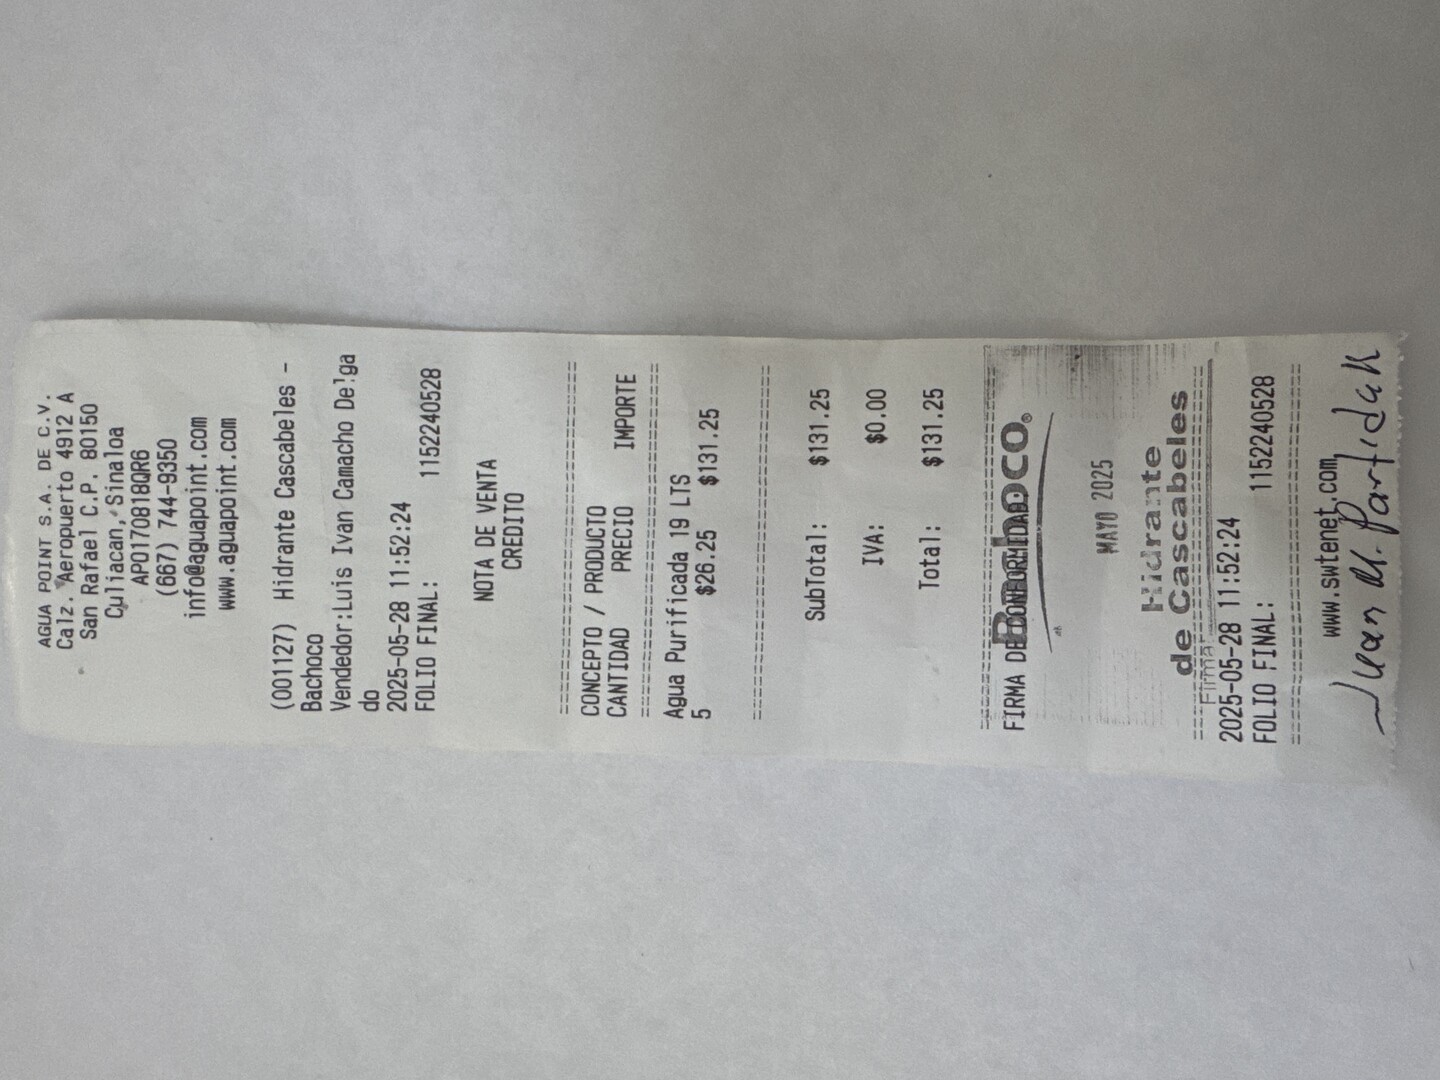 AGUA POINT S.A. DE C.V.
Calz. Aeropuerto 4912 A
San Rafael C.P. 80150
Culiacan, Sinaloa
APO170818QR6
(667) 744-9350
info@aguapoint.com
www.aguapoint.com
(001127) Hidrante Cascabeles -
Bachoco
Vendedor:Luis Ivan Camacho Delga
do
2025-05-28 11:52:24
FOLIO FINAL: 1152240528
NOTA DE VENTA
CREDITO
================================
CONCEPTO / PRODUCTO
CANTIDAD PRECIO IMPORTE
================================
Agua Purificada 19 LTS
5 $26.25 $131.25
================================
SubTotal: $131.25
IVA: $0.00
Total: $131.25
================================
FIRMA DE CONFORMIDAD
Bachoco®
MAYO 2025
Hidrante
de Cascabeles
================================
Firma:
2025-05-28 11:52:24
FOLIO FINAL: 1152240528
================================
www.swtenet.com
Juan M. Partida